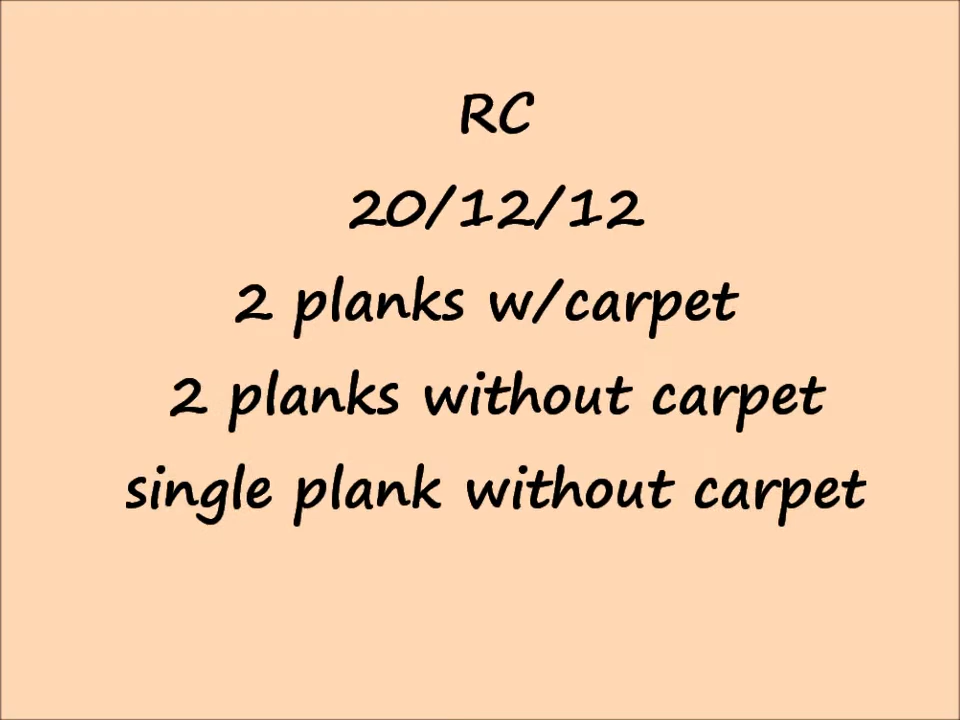 RC
20/12/12
2 planks w/carpet
2 planks without carpet
single plank without carpet